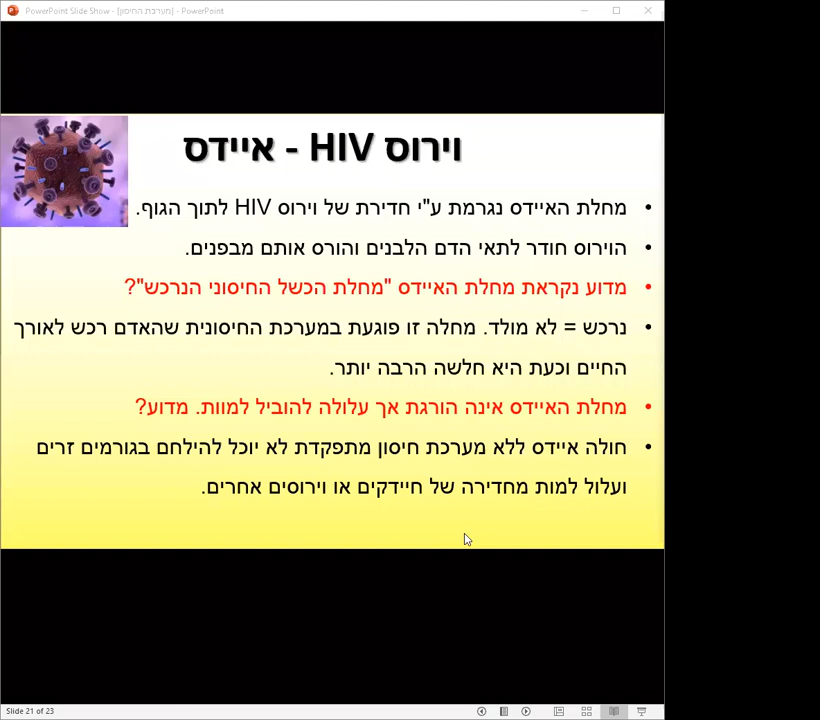 PowerPoint Slide Show - [מערכת החיסון] - PowerPoint
וירוס HIV - איידס
• מחלת האיידס נגרמת ע"י חדירת של וירוס HIV לתוך הגוף.
• הוירוס חודר לתאי הדם הלבנים והורס אותם מבפנים.
• מדוע נקראת מחלת האיידס "מחלת הכשל החיסוני הנרכש"?
• נרכש = לא מולד. מחלה זו פוגעת במערכת החיסונית שהאדם רכש לאורך
החיים וכעת היא חלשה הרבה יותר.
• מחלת האיידס אינה הורגת אך עלולה להוביל למוות. מדוע?
• חולה איידס ללא מערכת חיסון מתפקדת לא יוכל להילחם בגורמים זרים
ועלול למות מחדירה של חיידקים או וירוסים אחרים.
Slide 21 of 23